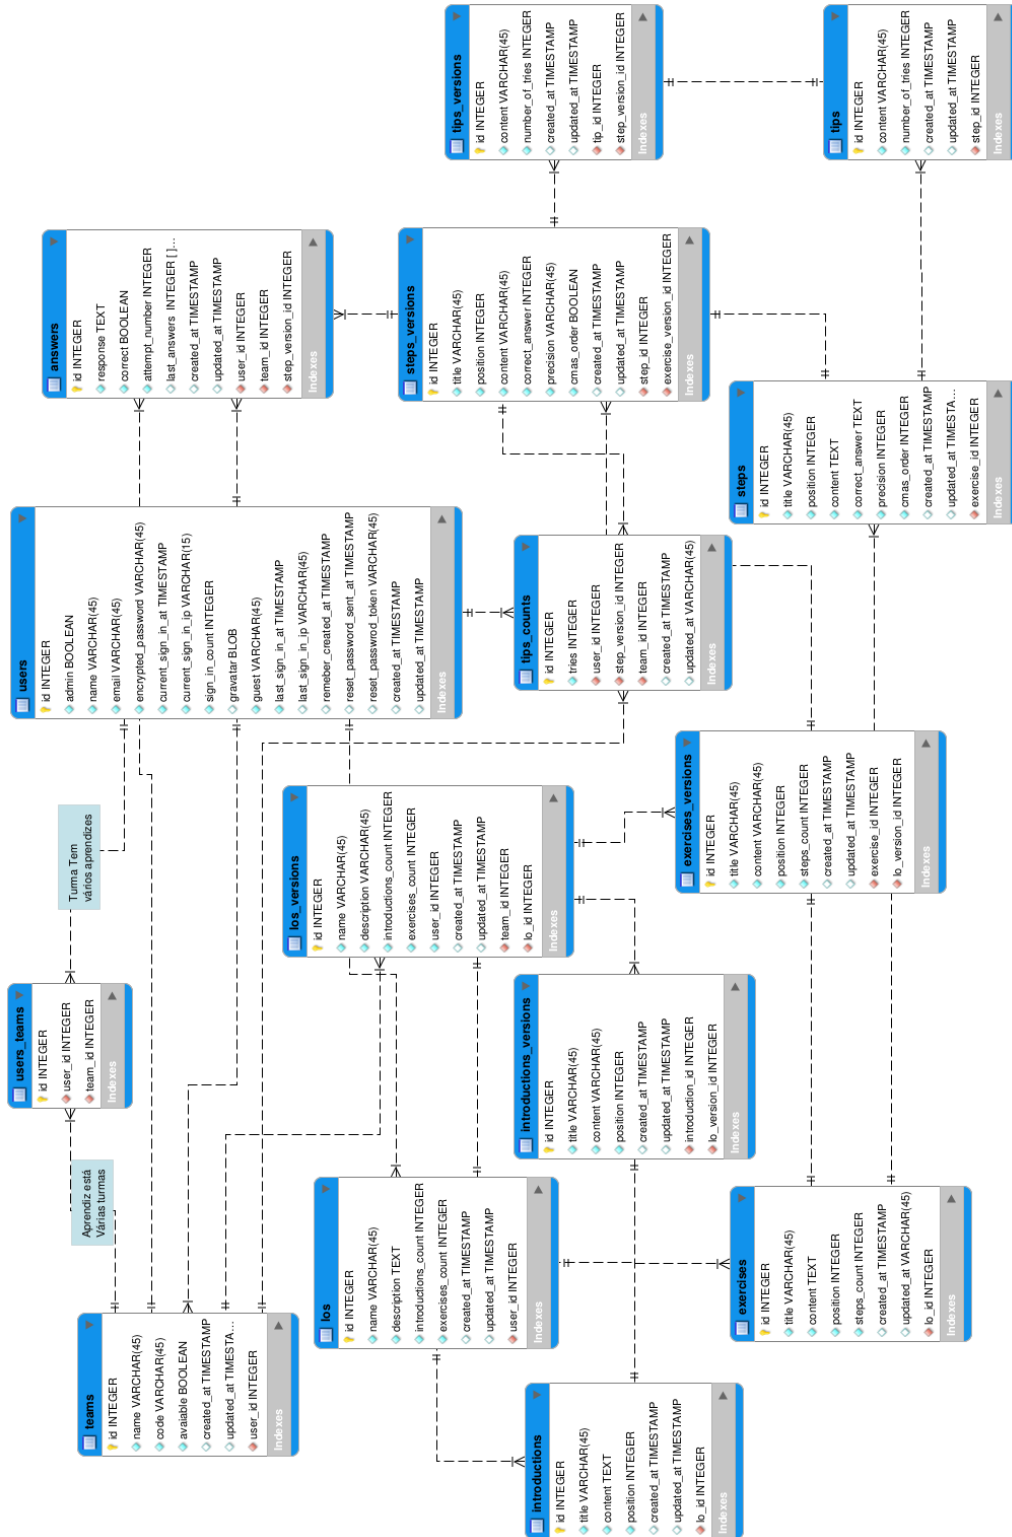 teams
id INTEGER
name VARCHAR(45)
code VARCHAR(45)
avaiable BOOLEAN
created_at TIMESTAMP
updated_at TIMESTA...
user_id INTEGER
Indexes
Aprendiz está
Várias turmas
users_teams
id INTEGER
user_id INTEGER
team_id INTEGER
Indexes
Turma Tem
vários aprendizes
users
id INTEGER
admin BOOLEAN
name VARCHAR(45)
email VARCHAR(45)
encrypted_password VARCHAR(45)
current_sign_in_at TIMESTAMP
current_sign_in_ip VARCHAR(15)
sign_in_count INTEGER
gravatar BLOB
guest VARCHAR(45)
last_sign_in_at TIMESTAMP
last_sign_in_ip VARCHAR(45)
remeber_created_at TIMESTAMP
reset_password_sent_at TIMESTAMP
reset_passwrod_token VARCHAR(45)
created_at TIMESTAMP
updated_at TIMESTAMP
Indexes
answers
id INTEGER
response TEXT
correct BOOLEAN
attempt_number INTEGER
last_answers INTEGER []...
created_at TIMESTAMP
updated_at TIMESTAMP
user_id INTEGER
team_id INTEGER
step_version_id INTEGER
Indexes
los
id INTEGER
name VARCHAR(45)
description TEXT
introductions_count INTEGER
exercises_count INTEGER
created_at TIMESTAMP
updated_at TIMESTAMP
user_id INTEGER
Indexes
los_versions
id INTEGER
name VARCHAR(45)
description VARCHAR(45)
introductions_count INTEGER
exercises_count INTEGER
user_id INTEGER
created_at TIMESTAMP
updated_at TIMESTAMP
team_id INTEGER
lo_id INTEGER
Indexes
tips_counts
id INTEGER
tries INTEGER
user_id INTEGER
step_version_id INTEGER
team_id INTEGER
created_at TIMESTAMP
updated_at VARCHAR(45)
Indexes
steps_versions
id INTEGER
title VARCHAR(45)
position INTEGER
content VARCHAR(45)
correct_answer INTEGER
precision VARCHAR(45)
cmas_order BOOLEAN
created_at TIMESTAMP
updated_at TIMESTAMP
step_id INTEGER
exercise_version_id INTEGER
Indexes
tips_versions
id INTEGER
content VARCHAR(45)
number_of_tries INTEGER
created_at TIMESTAMP
updated_at TIMESTAMP
tip_id INTEGER
step_version_id INTEGER
Indexes
introductions
id INTEGER
title VARCHAR(45)
content TEXT
position INTEGER
created_at TIMESTAMP
updated_at TIMESTAMP
lo_id INTEGER
Indexes
introductions_versions
id INTEGER
title VARCHAR(45)
content VARCHAR(45)
position INTEGER
created_at TIMESTAMP
updated_at TIMESTAMP
introduction_id INTEGER
lo_version_id INTEGER
Indexes
exercises
id INTEGER
title VARCHAR(45)
content TEXT
position INTEGER
steps_count INTEGER
created_at TIMESTAMP
updated_at VARCHAR(45)
lo_id INTEGER
Indexes
exercises_versions
id INTEGER
title VARCHAR(45)
content VARCHAR(45)
position INTEGER
steps_count INTEGER
created_at TIMESTAMP
updated_at TIMESTAMP
exercise_id INTEGER
lo_version_id INTEGER
Indexes
steps
id INTEGER
title VARCHAR(45)
position INTEGER
content TEXT
correct_answer TEXT
precision INTEGER
cmas_order INTEGER
created_at TIMESTAMP
updated_at TIMESTA...
exercise_id INTEGER
Indexes
tips
id INTEGER
content VARCHAR(45)
number_of_tries INTEGER
created_at TIMESTAMP
updated_at TIMESTAMP
step_id INTEGER
Indexes